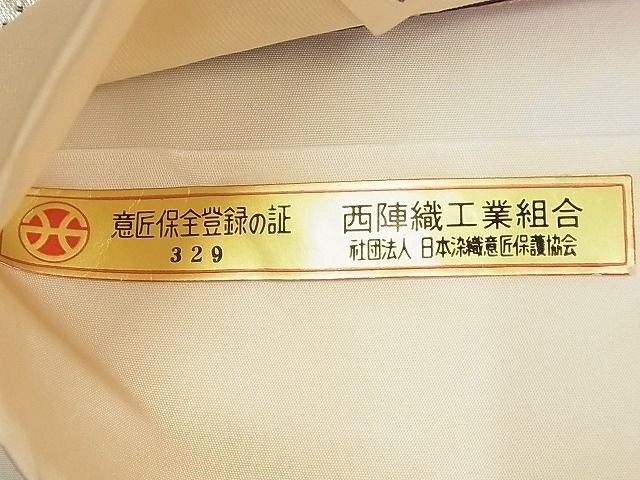 意匠保全登録の証
329
西陣織工業組合
社団法人 日本染織意匠保護協会